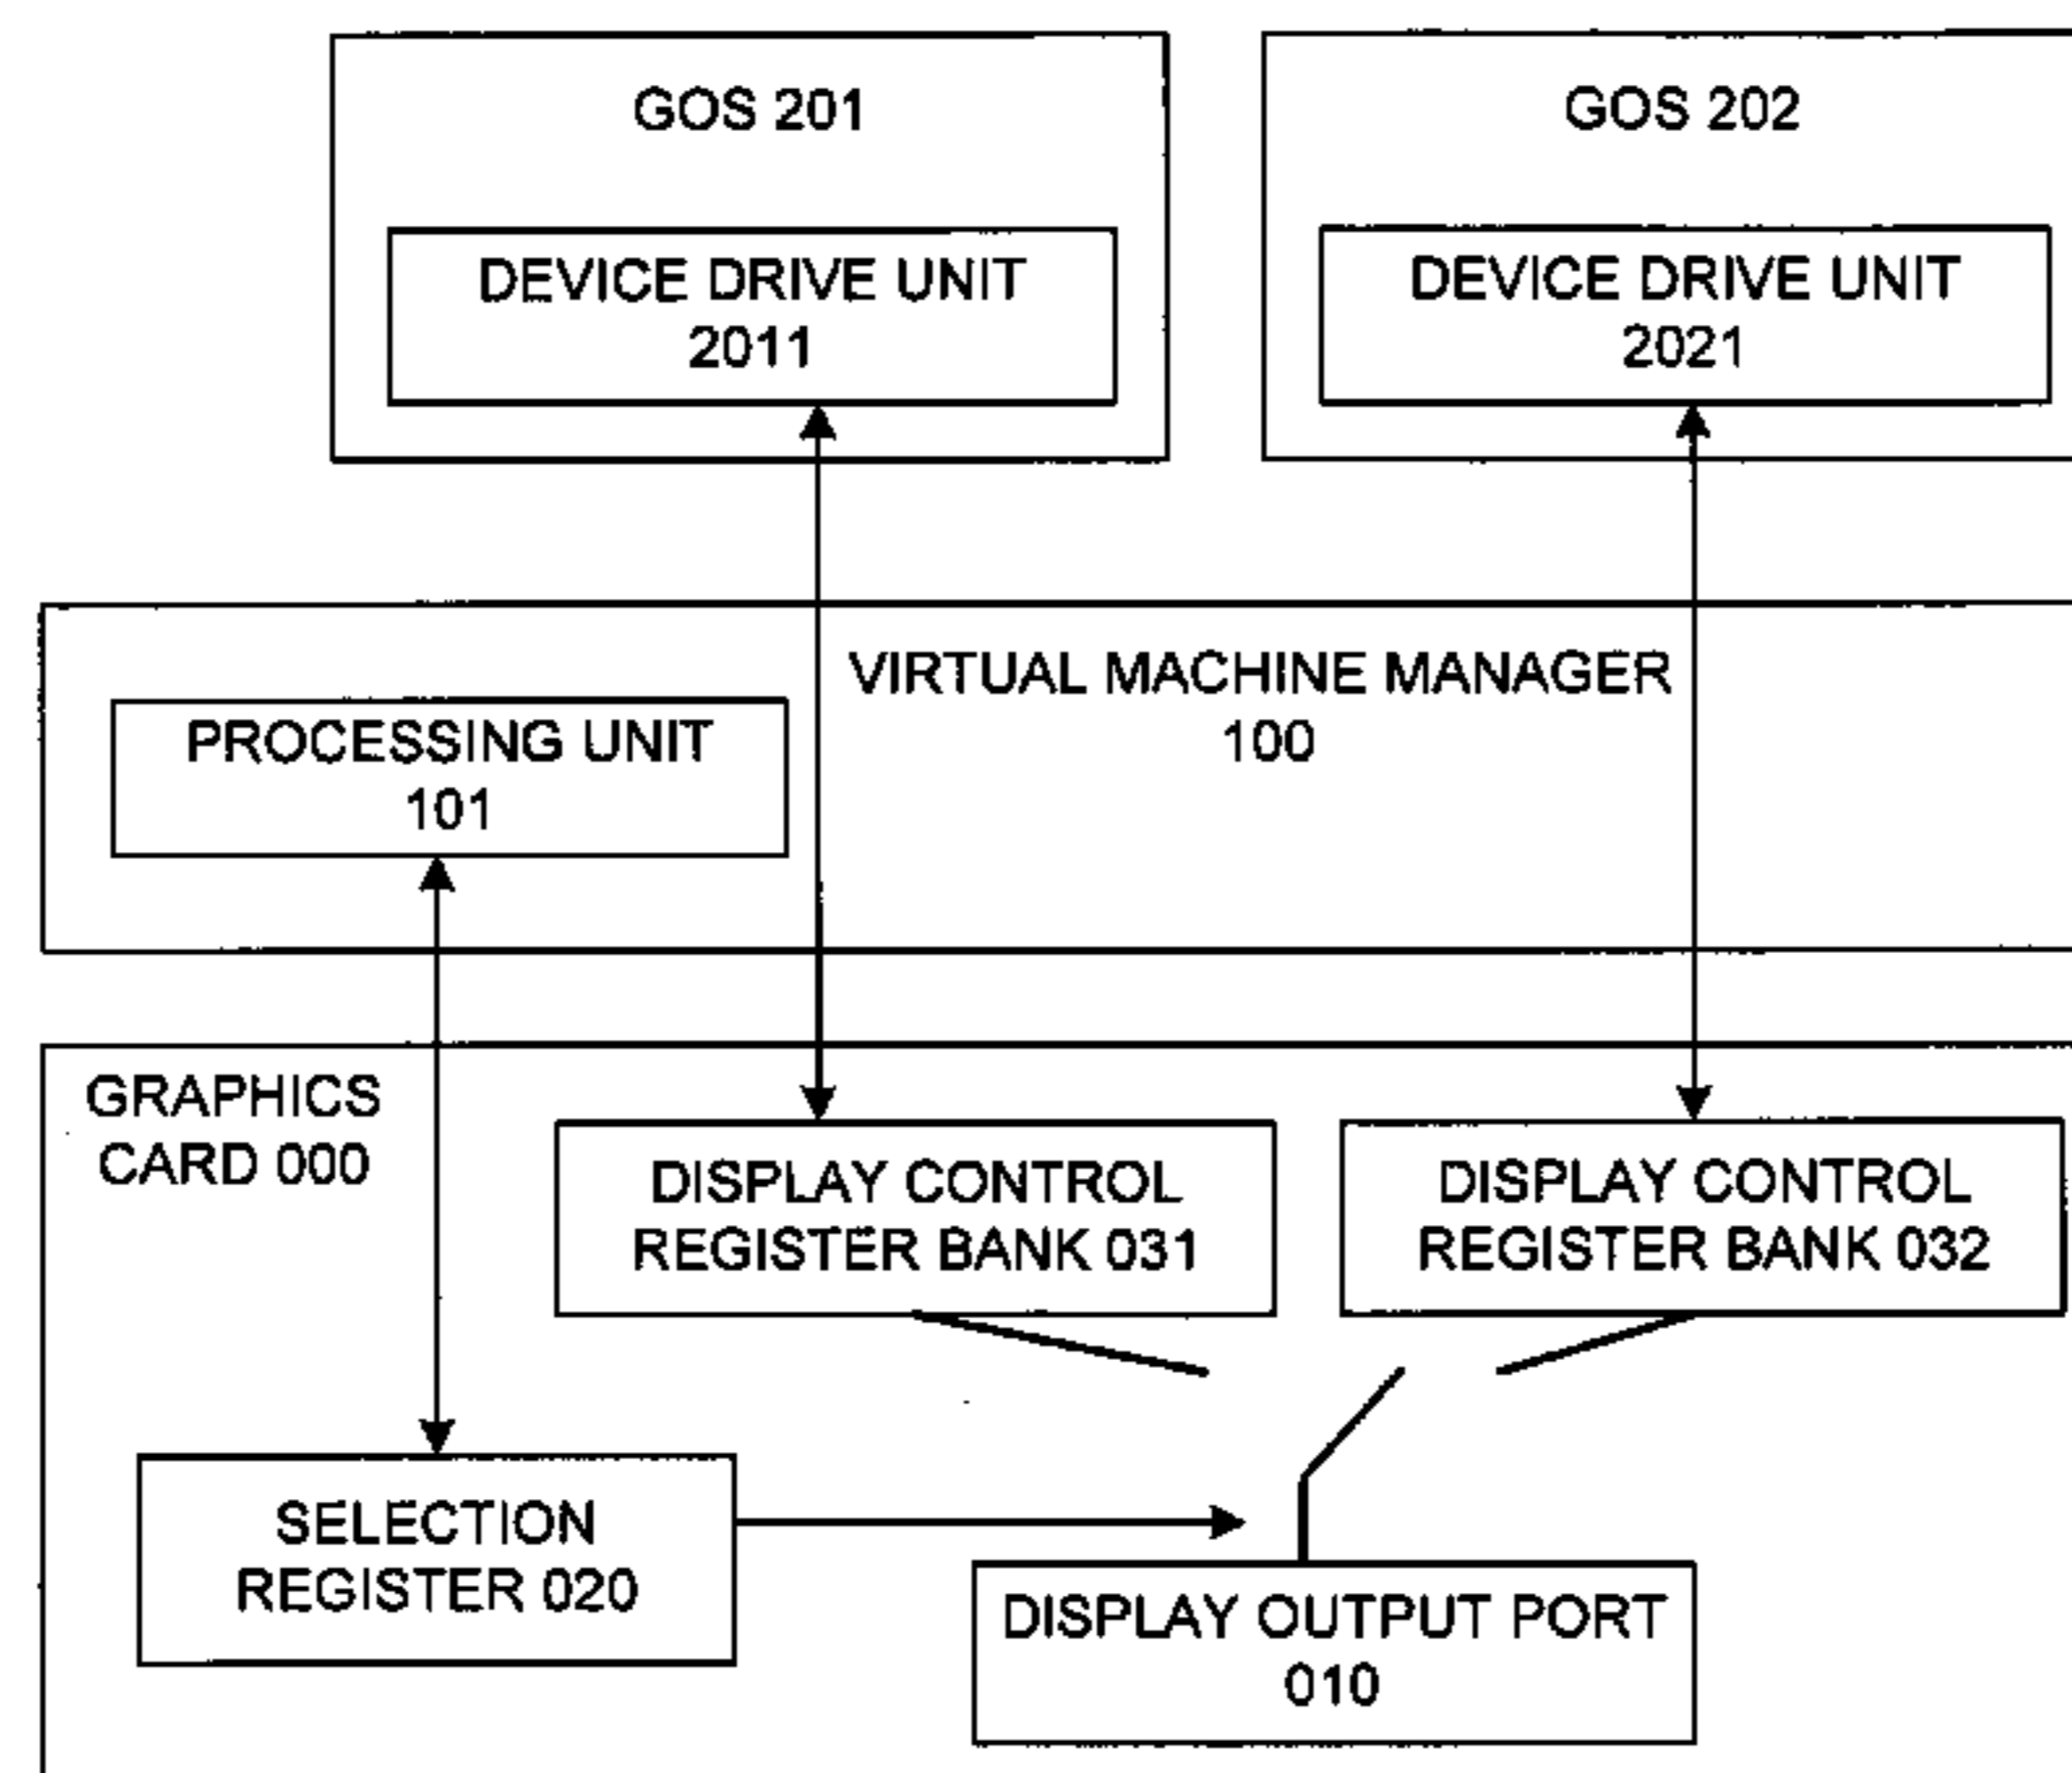 GOS 201
GOS 202
DEVICE DRIVE UNIT
2011
DEVICE DRIVE UNIT
2021
VIRTUAL MACHINE MANAGER
100
PROCESSING UNIT
101
GRAPHICS
CARD 000
DISPLAY CONTROL
REGISTER BANK 031
DISPLAY CONTROL
REGISTER BANK 032
SELECTION
REGISTER 020
DISPLAY OUTPUT PORT
010